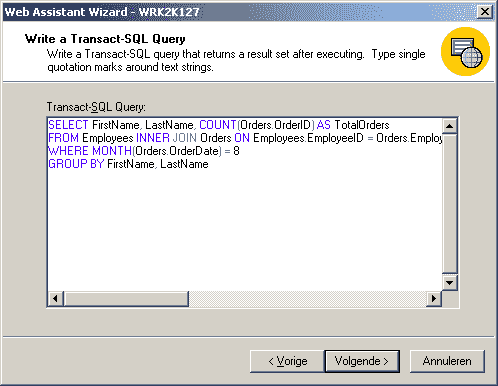 Web Assistant Wizard - WRK2K127
Write a Transact-SQL Query
Write a Transact-SQL query that returns a result set after executing. Type single
quotation marks around text strings.
Transact-SQL Query:
SELECT FirstName, LastName, COUNT(Orders.OrderID) AS TotalOrders
FROM Employees INNER JOIN Orders ON Employees.EmployeeID = Orders.Employ
WHERE MONTH(Orders.OrderDate) = 8
GROUP BY FirstName, LastName
< Vorige
Volgende >
Annuleren